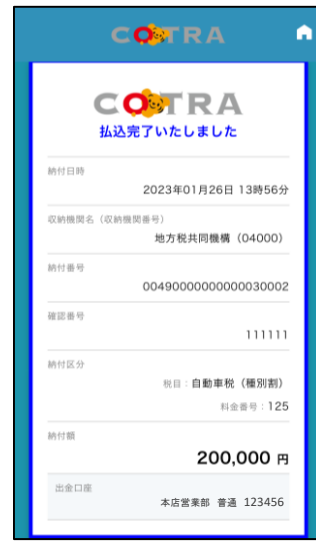 COTRA
COTRA
払込完了いたしました
納付日時
2023年01月26日 13時56分
収納機関名（収納機関番号）
地方税共同機構（04000）
納付番号
00490000000000030002
確認番号
111111
納付区分
税目：自動車税（種別割）
料金番号：125
納付額
200,000 円
出金口座
本店営業部 普通 123456